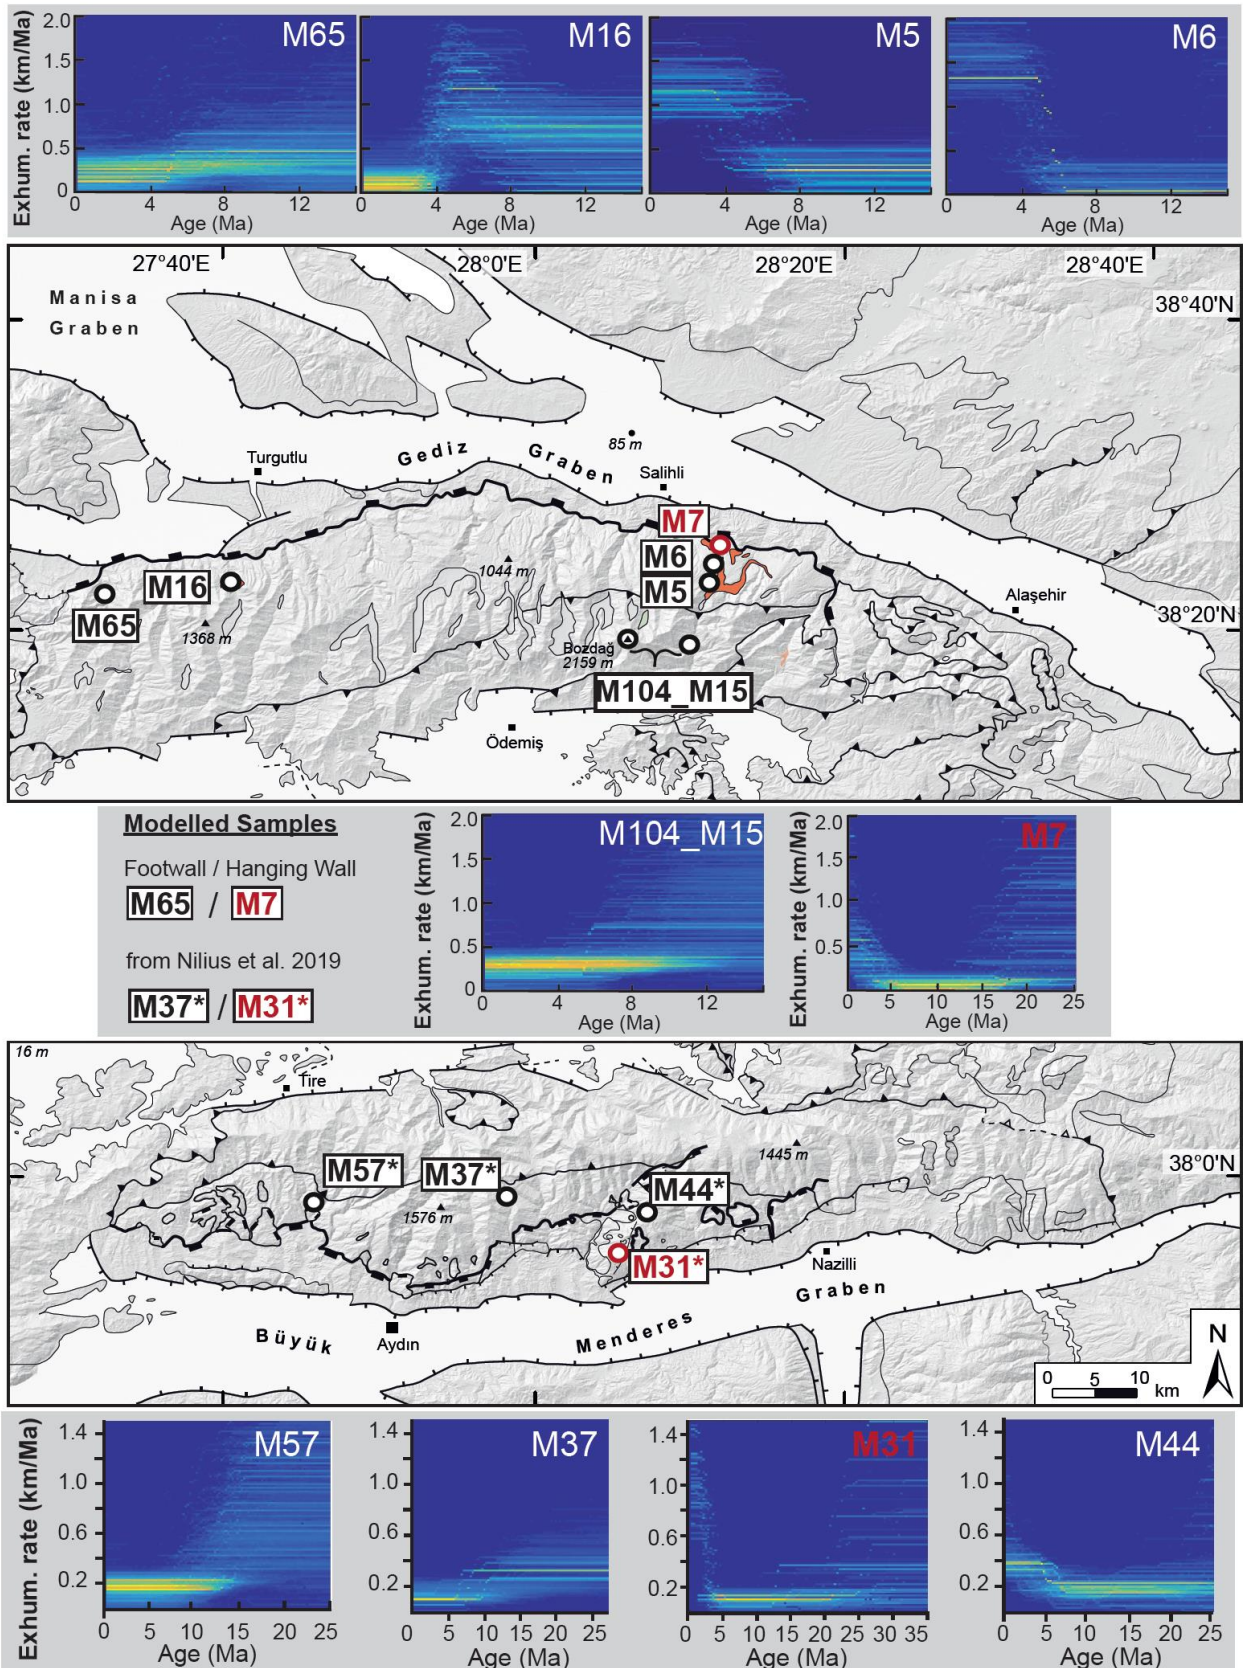 M65
M16
M5
M6
Exhum. rate (km/Ma)
2.0
1.5
1.0
0.5
0
0 4 8 12
Age (Ma)
0 4 8 12
Age (Ma)
0 4 8 12
Age (Ma)
0 4 8 12
Age (Ma)
27°40'E
28°0'E
28°20'E
28°40'E
38°40'N
38°20'N
Manisa
Graben
Turgutlu
Gediz Graben
85 m
Salihli
M7
M6
M5
M16
M65
1044 m
1368 m
Alaşehir
Bozdağ
2159 m
M104_M15
Ödemiş
Modelled Samples
Footwall / Hanging Wall
M65 / M7
from Nilius et al. 2019
M37* / M31*
M104_M15
Exhum. rate (km/Ma)
2.0
1.5
1.0
0.5
0
0 4 8 12
Age (Ma)
M7
Exhum. rate (km/Ma)
2.0
1.5
1.0
0.5
0 5 10 15 20 25
Age (Ma)
16 m
Tire
1445 m
38°0'N
M57*
M37*
M44*
1576 m
M31*
Nazilli
Büyük Menderes Graben
Aydın
N
0 5 10
km
M57
M37
M31
M44
Exhum. rate (km/Ma)
1.4
1.0
0.6
0.2
0 5 10 15 20 25
Age (Ma)
1.4
1.0
0.6
0.2
0 5 10 15 20 25
Age (Ma)
1.4
1.0
0.6
0.2
0 5 10 15 20 25 30 35
Age (Ma)
1.4
1.0
0.6
0.2
0 5 10 15 20 25
Age (Ma)